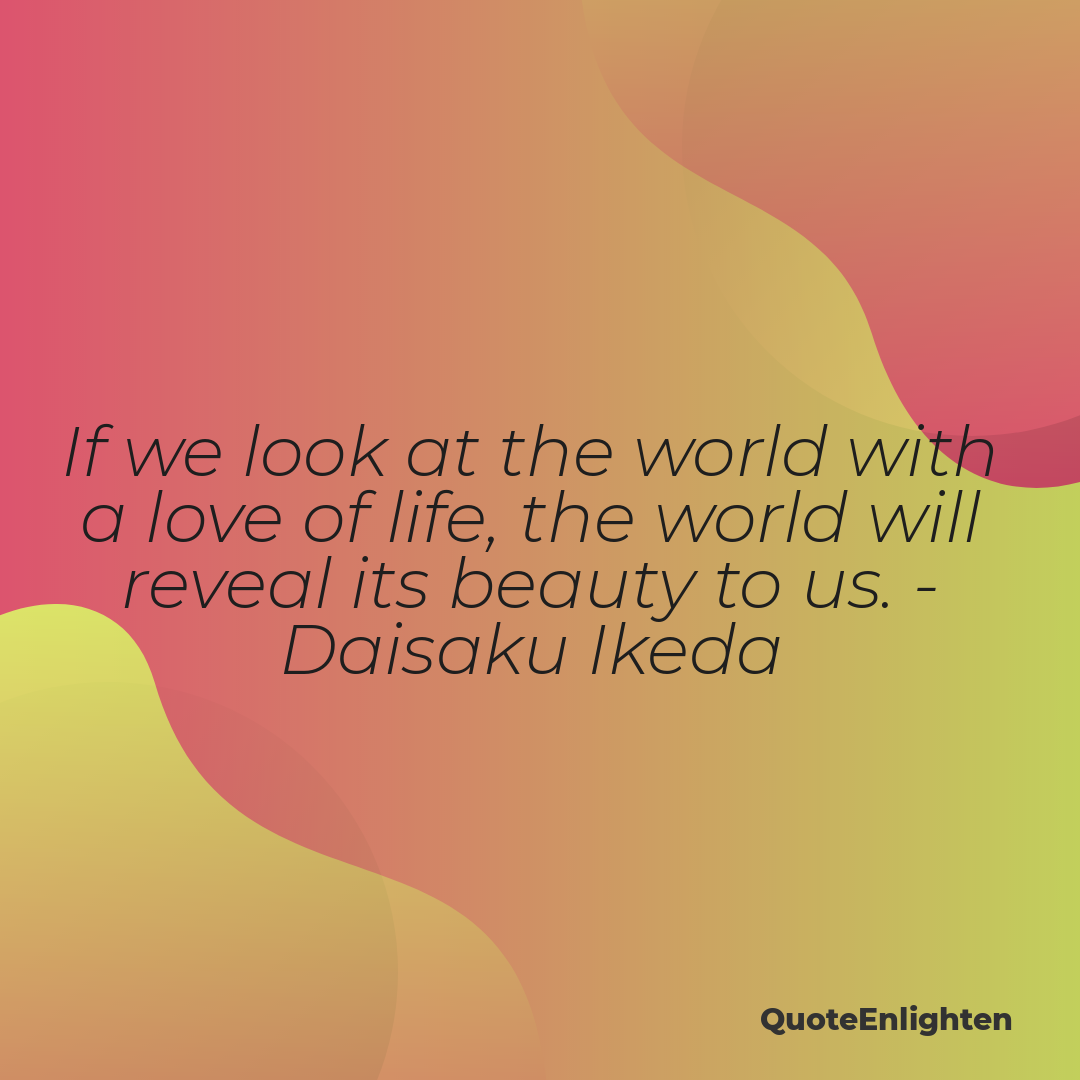 If we look at the world with
a love of life, the world will
reveal its beauty to us. -
Daisaku Ikeda
QuoteEnlighten